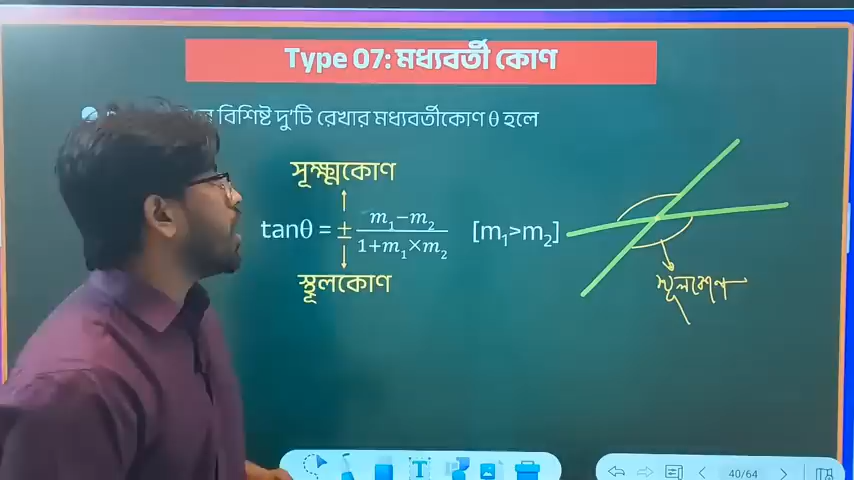 Type 07: মধ্যবর্তী কোণ
বিশিষ্ট দু'টি রেখার মধ্যবর্তীকোণ θ হলে
সূক্ষ্মকোণ
tanθ = ± m₁−m₂ / 1+m₁×m₂ [m₁>m₂]
স্থূলকোণ
স্থূলকোণ
T
40/64